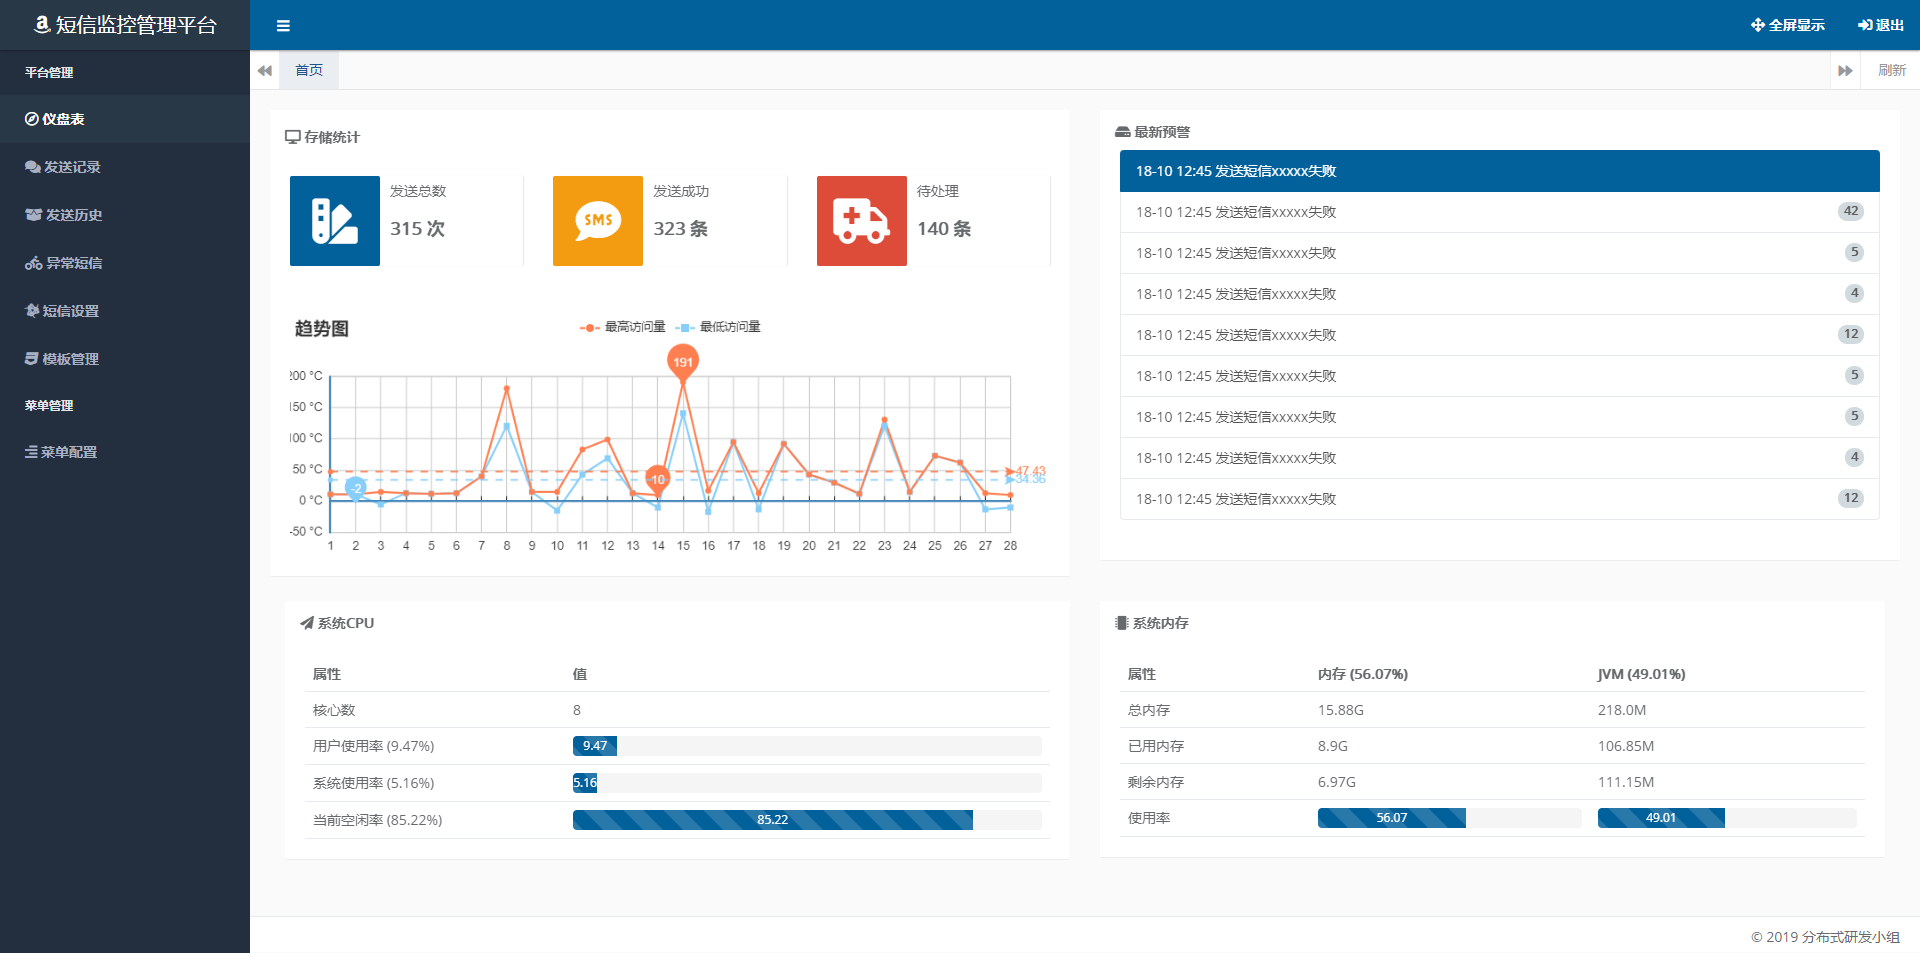 短信监控管理平台
全屏显示 退出
平台管理
仪盘表
发送记录
发送历史
异常短信
短信设置
模板管理
菜单管理
菜单配置
首页
刷新
存储统计
发送总数
315 次
发送成功
323 条
待处理
140 条
SMS
趋势图
最高访问量 最低访问量
200 °C
150 °C
100 °C
50 °C
0 °C
-50 °C
191
-2
10
47.43
34.36
1 2 3 4 5 6 7 8 9 10 11 12 13 14 15 16 17 18 19 20 21 22 23 24 25 26 27 28
最新预警
18-10 12:45 发送短信xxxxx失败
18-10 12:45 发送短信xxxxx失败 42
18-10 12:45 发送短信xxxxx失败 5
18-10 12:45 发送短信xxxxx失败 4
18-10 12:45 发送短信xxxxx失败 12
18-10 12:45 发送短信xxxxx失败 5
18-10 12:45 发送短信xxxxx失败 5
18-10 12:45 发送短信xxxxx失败 4
18-10 12:45 发送短信xxxxx失败 12
系统CPU
属性 值
核心数 8
用户使用率 (9.47%) 9.47
系统使用率 (5.16%) 5.16
当前空闲率 (85.22%) 85.22
系统内存
属性 内存 (56.07%) JVM (49.01%)
总内存 15.88G 218.0M
已用内存 8.9G 106.85M
剩余内存 6.97G 111.15M
使用率 56.07 49.01
© 2019 分布式研发小组